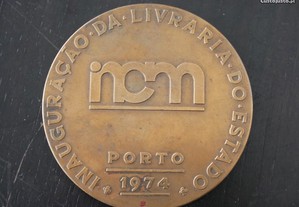 INAUGURAÇÃO·DA·LIVRARIA·DO·ESTADO
incm
PORTO
1974